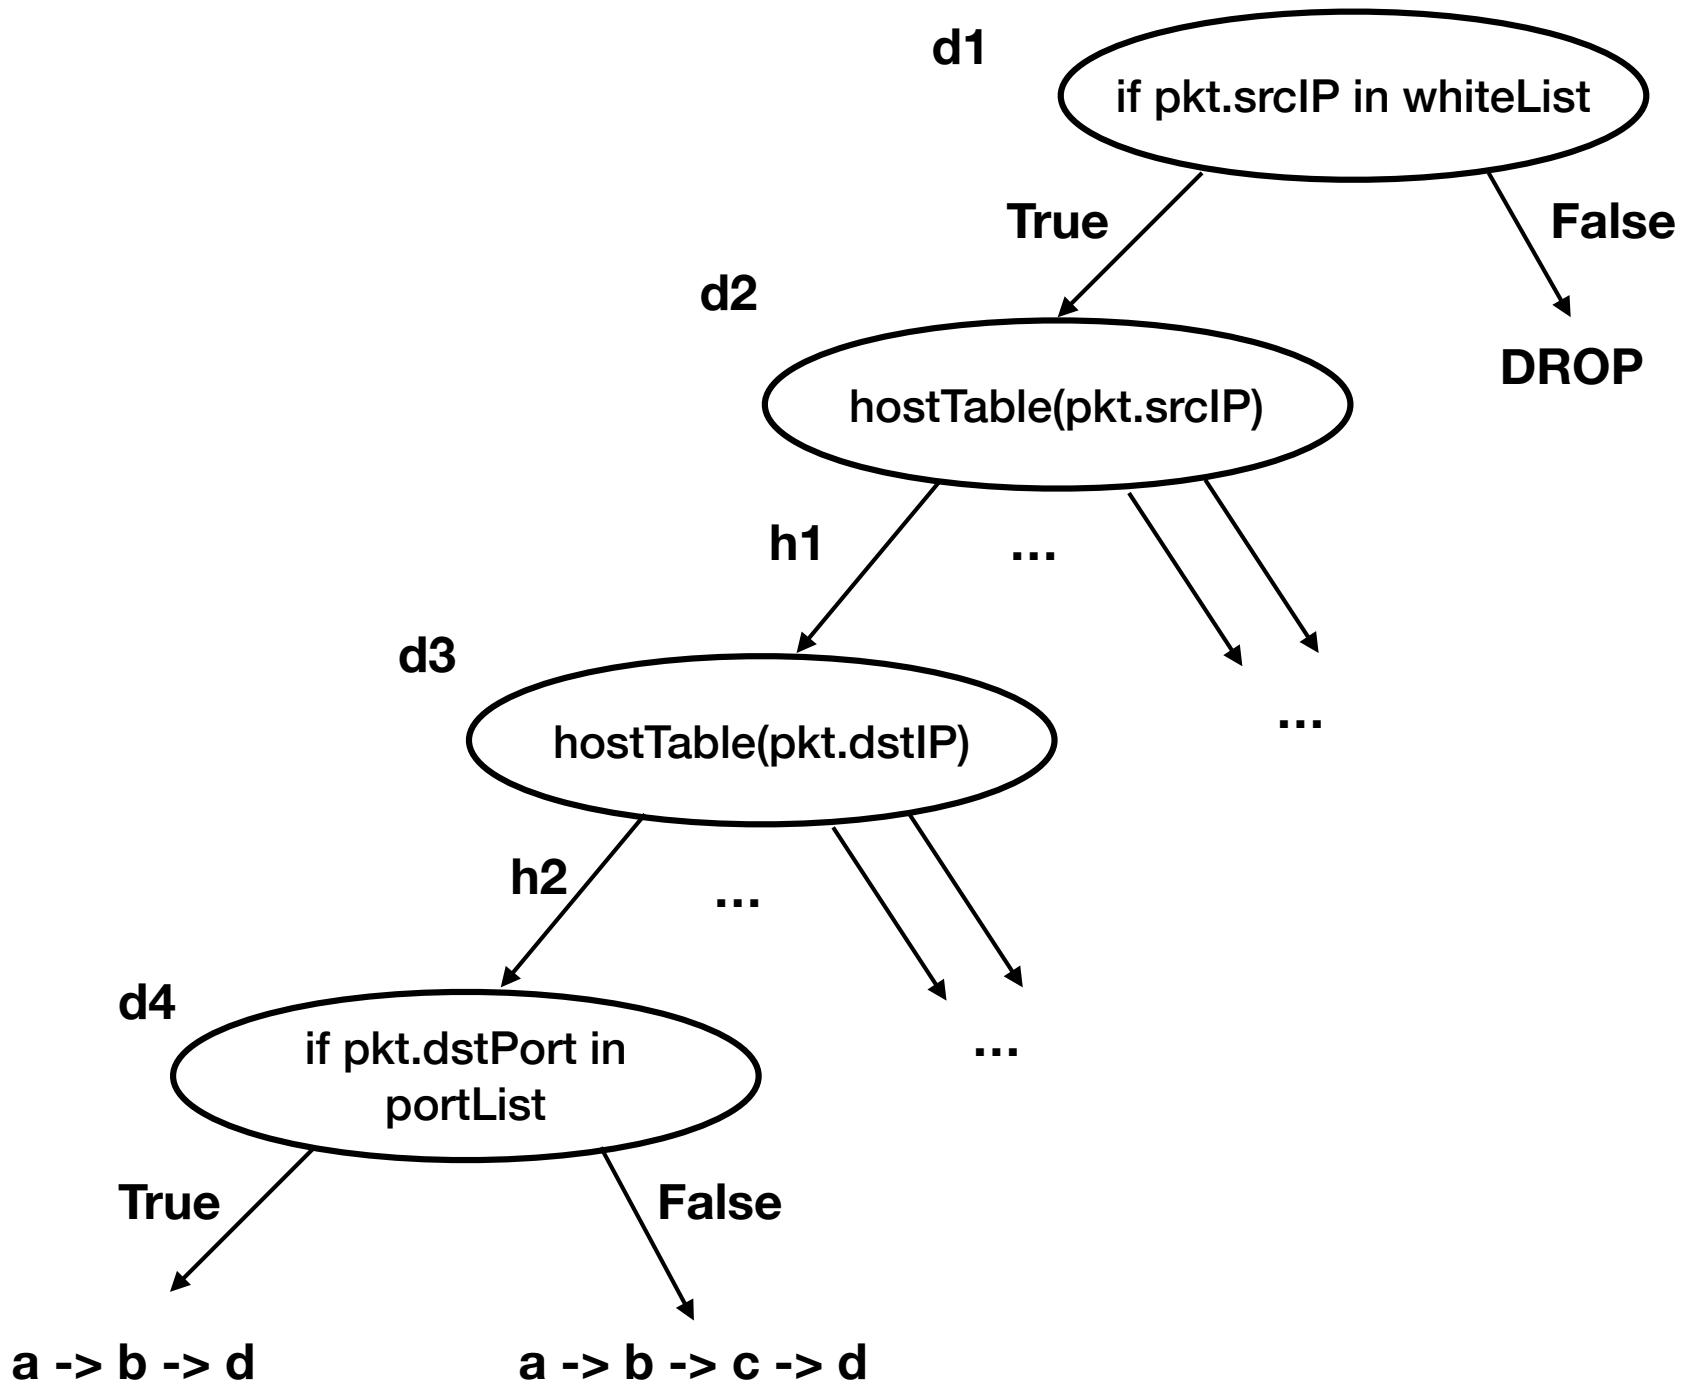 d1
if pkt.srcIP in whiteList
True
False
d2
DROP
hostTable(pkt.srcIP)
h1
...
d3
...
hostTable(pkt.dstIP)
h2
...
d4
...
if pkt.dstPort in
portList
True
False
a -> b -> d
a -> b -> c -> d